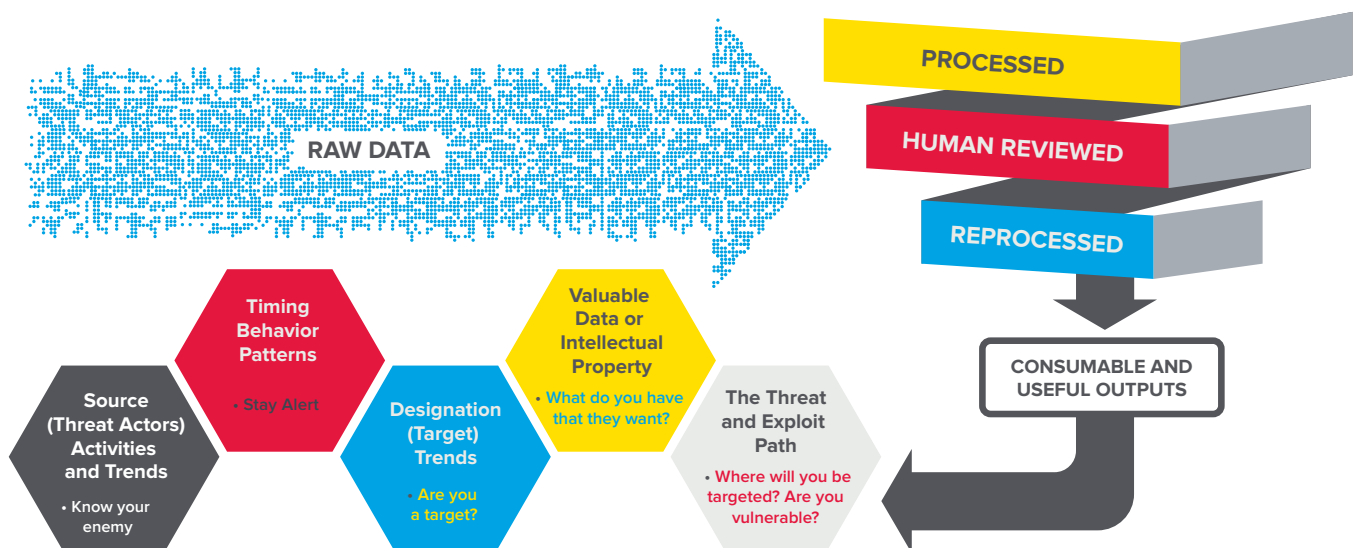 RAW DATA
PROCESSED
HUMAN REVIEWED
REPROCESSED
CONSUMABLE AND
USEFUL OUTPUTS
Source
(Threat Actors)
Activities
and Trends
• Know your
enemy
Timing
Behavior
Patterns
• Stay Alert
Designation
(Target)
Trends
• Are you
a target?
Valuable
Data or
Intellectual
Property
• What do you have
that they want?
The Threat
and Exploit
Path
• Where will you be
targeted? Are you
vulnerable?